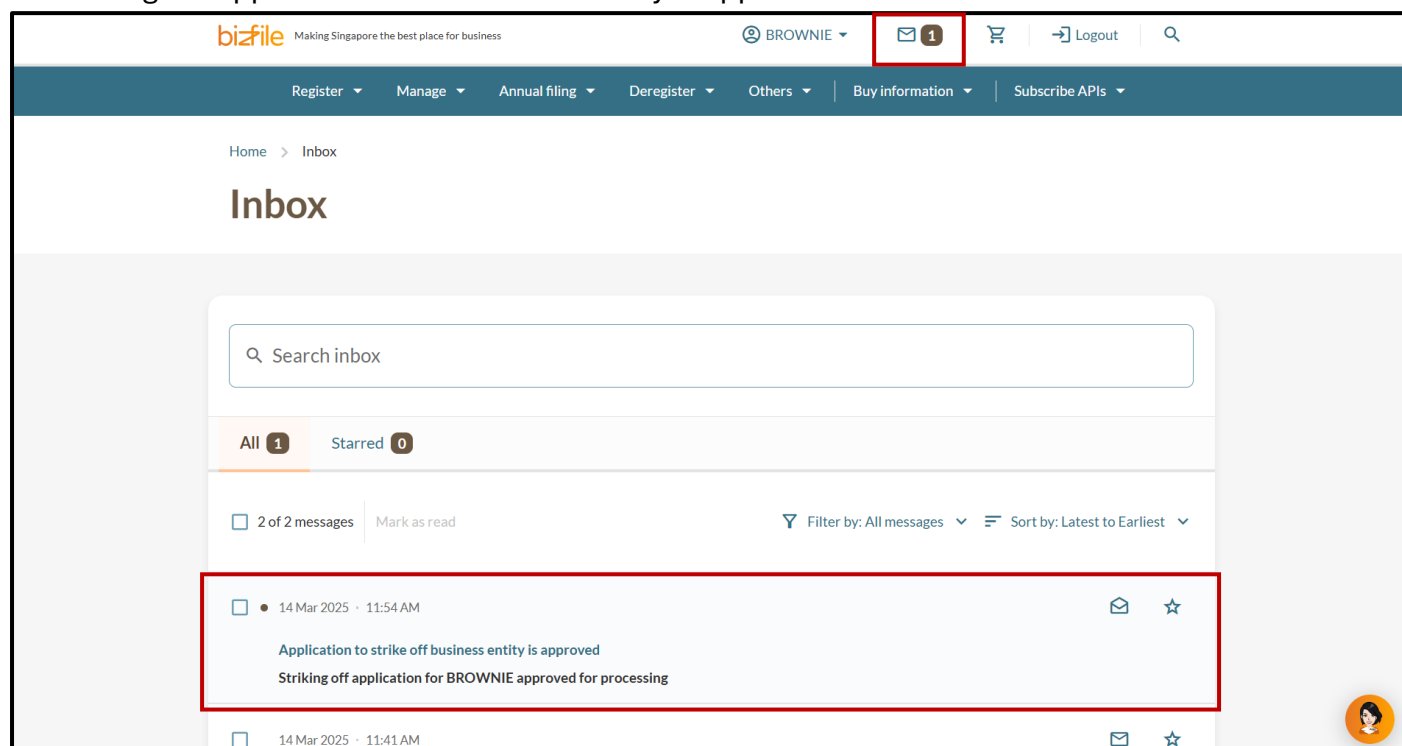 bizfile Making Singapore the best place for business BROWNIE 1 Logout
Register Manage Annual filing Deregister Others Buy information Subscribe APIs
Home > Inbox
Inbox
Search inbox
All 1 Starred 0
2 of 2 messages Mark as read Filter by: All messages Sort by: Latest to Earliest
14 Mar 2025 · 11:54 AM
Application to strike off business entity is approved
Striking off application for BROWNIE approved for processing
14 Mar 2025 · 11:41 AM